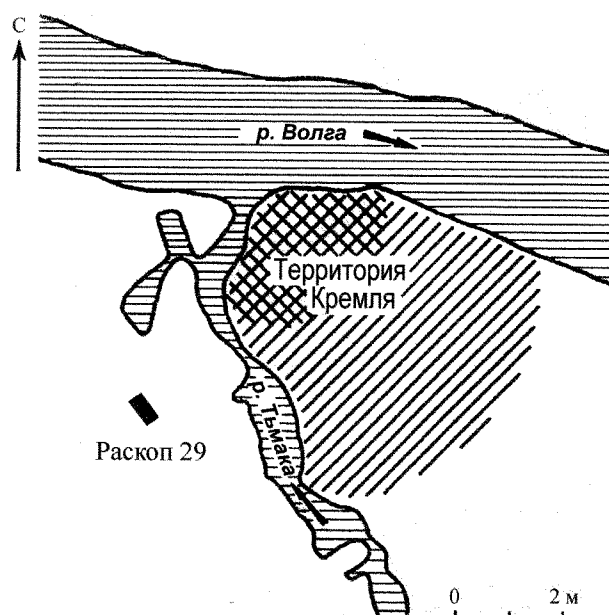 С
р. Волга
Территория
Кремля
р. Тьмака
Раскоп 29
0 2 м